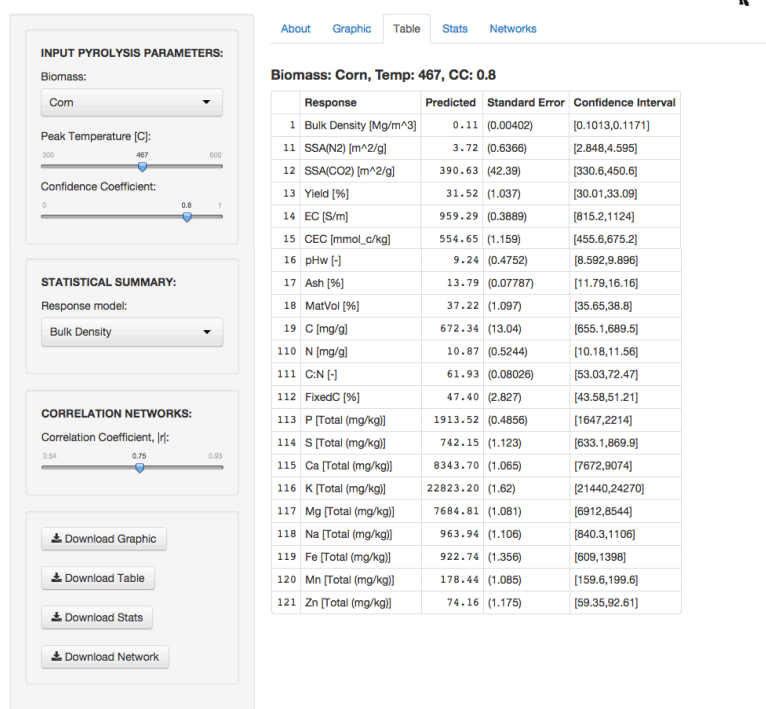 About Graphic Table Stats Networks
INPUT PYROLYSIS PARAMETERS:
Biomass:
Corn
Peak Temperature [C]:
300 467 600
Confidence Coefficient:
0 0.8 1
STATISTICAL SUMMARY:
Response model:
Bulk Density
CORRELATION NETWORKS:
Correlation Coefficient, |r|:
0.54 0.75 0.93
Download Graphic
Download Table
Download Stats
Download Network
Biomass: Corn, Temp: 467, CC: 0.8
Response Predicted Standard Error Confidence Interval
1 Bulk Density [Mg/m^3] 0.11 (0.00402) [0.1013,0.1171]
11 SSA(N2) [m^2/g] 3.72 (0.6366) [2.848,4.595]
12 SSA(CO2) [m^2/g] 390.63 (42.39) [330.6,450.6]
13 Yield [%] 31.52 (1.037) [30.01,33.09]
14 EC [S/m] 959.29 (0.3889) [815.2,1124]
15 CEC [mmol_c/kg] 554.65 (1.159) [455.6,675.2]
16 pHw [-] 9.24 (0.4752) [8.592,9.896]
17 Ash [%] 13.79 (0.07787) [11.79,16.16]
18 MatVol [%] 37.22 (1.097) [35.65,38.8]
19 C [mg/g] 672.34 (13.04) [655.1,689.5]
110 N [mg/g] 10.87 (0.5244) [10.18,11.56]
111 C:N [-] 61.93 (0.08026) [53.03,72.47]
112 FixedC [%] 47.40 (2.827) [43.58,51.21]
113 P [Total (mg/kg)] 1913.52 (0.4856) [1647,2214]
114 S [Total (mg/kg)] 742.15 (1.123) [633.1,869.9]
115 Ca [Total (mg/kg)] 8343.70 (1.065) [7672,9074]
116 K [Total (mg/kg)] 22823.20 (1.62) [21440,24270]
117 Mg [Total (mg/kg)] 7684.81 (1.081) [6912,8544]
118 Na [Total (mg/kg)] 963.94 (1.106) [840.3,1106]
119 Fe [Total (mg/kg)] 922.74 (1.356) [609,1398]
120 Mn [Total (mg/kg)] 178.44 (1.085) [159.6,199.6]
121 Zn [Total (mg/kg)] 74.16 (1.175) [59.35,92.61]